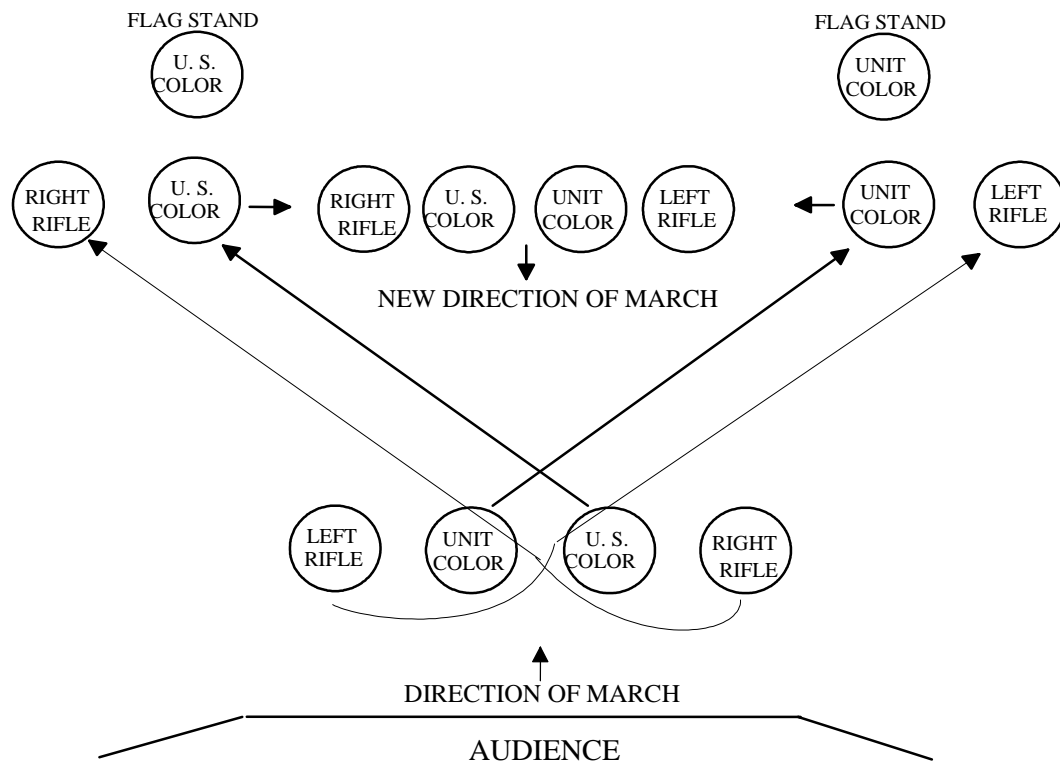 FLAG STAND
FLAG STAND
U. S.
COLOR
UNIT
COLOR
RIGHT
RIFLE
U. S.
COLOR
RIGHT
RIFLE
U. S.
COLOR
UNIT
COLOR
LEFT
RIFLE
UNIT
COLOR
LEFT
RIFLE
NEW DIRECTION OF MARCH
LEFT
RIFLE
UNIT
COLOR
U. S.
COLOR
RIGHT
RIFLE
DIRECTION OF MARCH
AUDIENCE